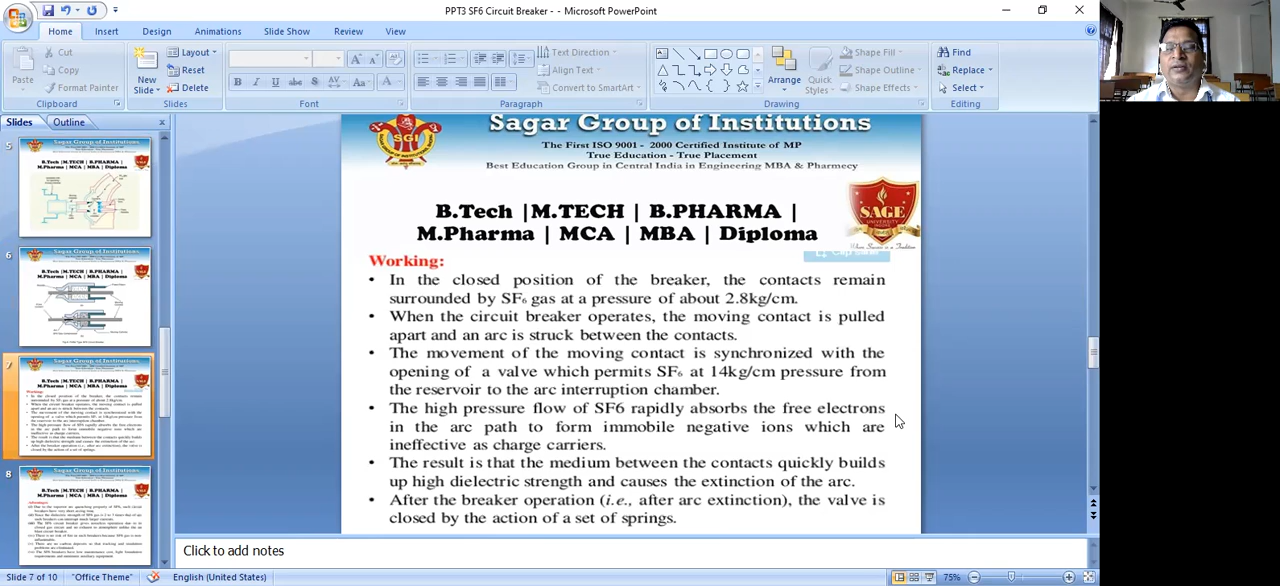 PPT3 SF6 Circuit Breaker - - Microsoft PowerPoint
Home Insert Design Animations Slide Show Review View
Paste
Cut
Copy
Format Painter
Clipboard
New Slide
Layout
Reset
Delete
Slides
B I U abc S AV Aa A
Font
Text Direction
Align Text
Convert to SmartArt
Paragraph
Arrange
Quick Styles
Shape Fill
Shape Outline
Shape Effects
Drawing
Find
Replace
Select
Editing
Slides Outline
5
6
7
8
Sagar Group of Institutions
The First ISO 9001 - 2000 Certified Institute of MP
True Education - True Placement
Best Education Group in Central India in Engineering MBA & Pharmecy
SGI
B.Tech |M.TECH | B.PHARMA |
M.Pharma | MCA | MBA | Diploma
SAGE
UNIVERSITY
Working:
• In the closed position of the breaker, the contacts remain
surrounded by SF6 gas at a pressure of about 2.8kg/cm.
• When the circuit breaker operates, the moving contact is pulled
apart and an arc is struck between the contacts.
• The movement of the moving contact is synchronized with the
opening of a valve which permits SF6 at 14kg/cm pressure from
the reservoir to the arc interruption chamber.
• The high pressure flow of SF6 rapidly absorbs the free electrons
in the arc path to form immobile negative ions which are
ineffective as charge carriers.
• The result is that the medium between the contacts quickly builds
up high dielectric strength and causes the extinction of the arc.
• After the breaker operation (i.e., after arc extinction), the valve is
closed by the action of a set of springs.
Click to add notes
Slide 7 of 10 "Office Theme" English (United States) 75%